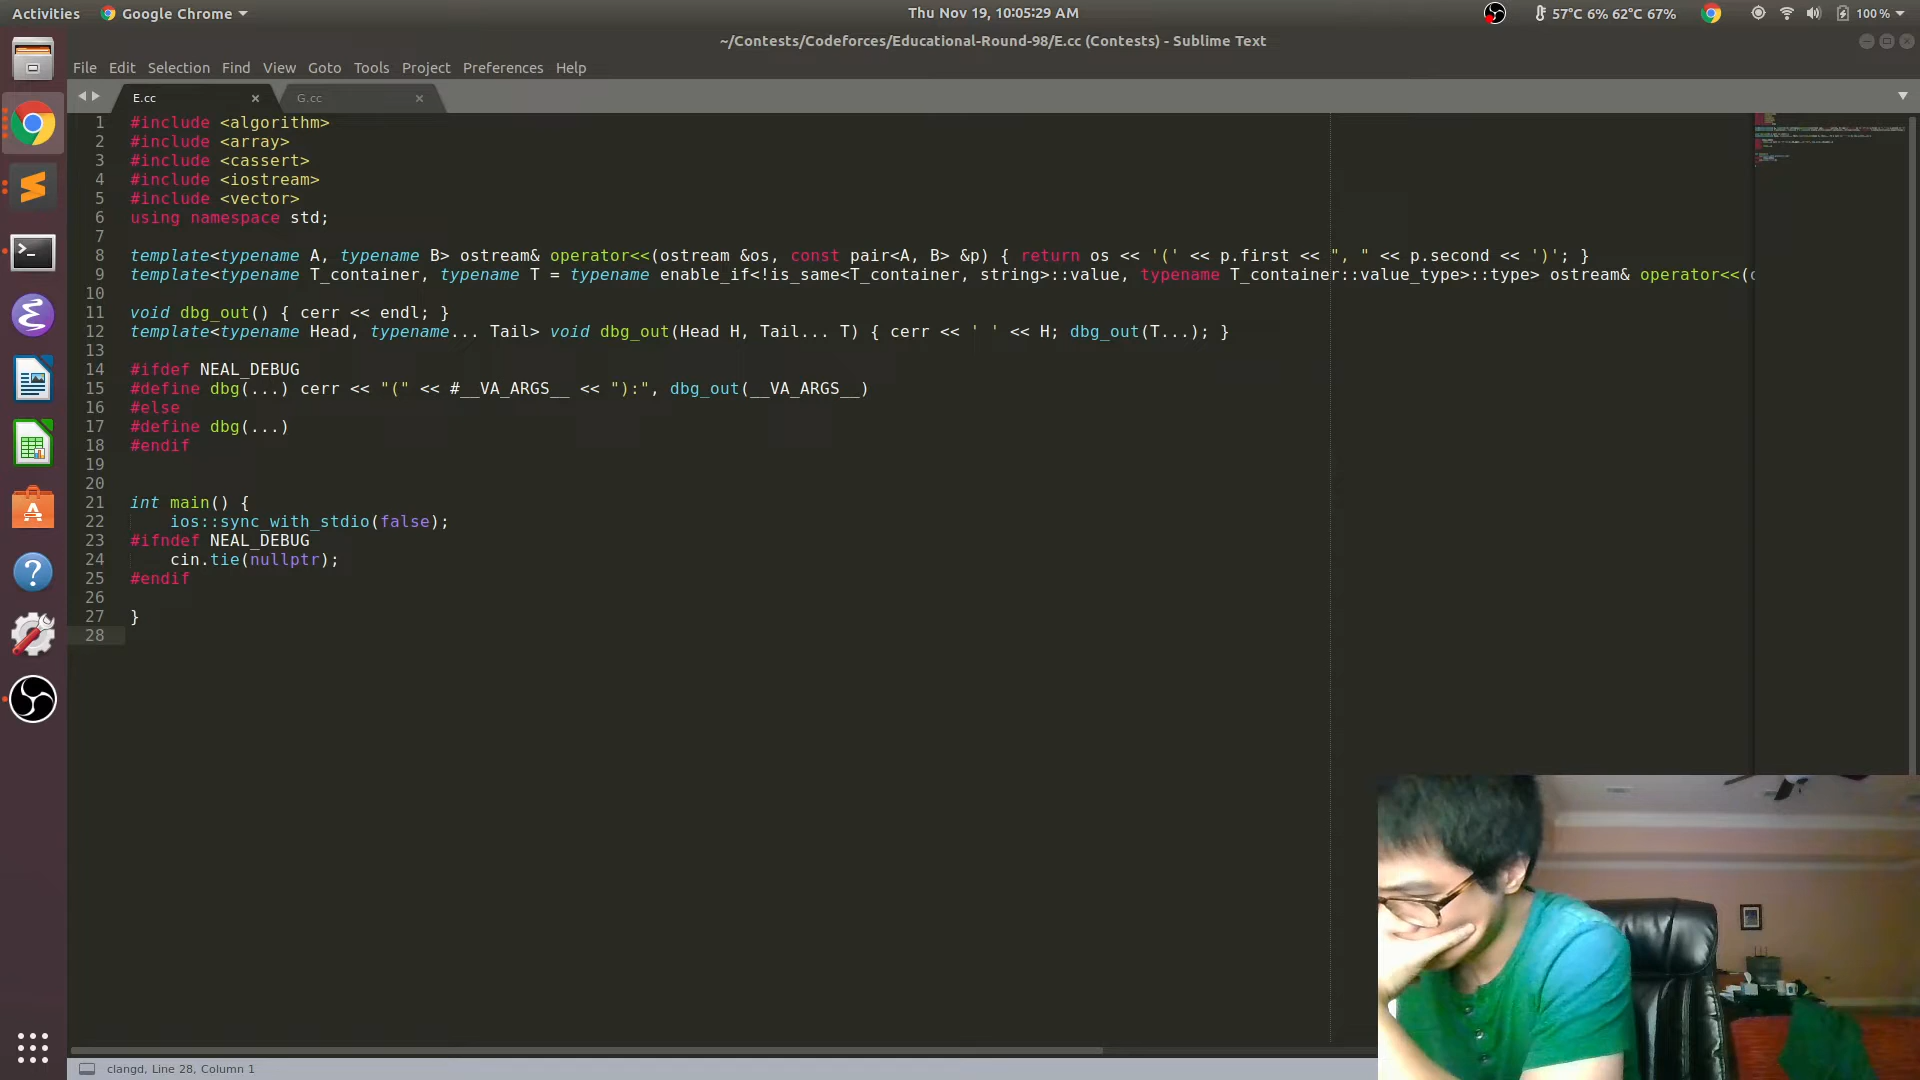 Activities
Google Chrome
Thu Nov 19, 10:05:29 AM
57°C 6% 62°C 67%
100 %
~/Contests/Codeforces/Educational-Round-98/E.cc (Contests) - Sublime Text
File Edit Selection Find View Goto Tools Project Preferences Help
E.cc
G.cc
1 #include <algorithm>
2 #include <array>
3 #include <cassert>
4 #include <iostream>
5 #include <vector>
6 using namespace std;
7
8 template<typename A, typename B> ostream& operator<<(ostream &os, const pair<A, B> &p) { return os << '(' << p.first << ", " << p.second << ')'; }
9 template<typename T_container, typename T = typename enable_if<!is_same<T_container, string>::value, typename T_container::value_type>::type> ostream& operator<<(
10
11 void dbg_out() { cerr << endl; }
12 template<typename Head, typename... Tail> void dbg_out(Head H, Tail... T) { cerr << ' ' << H; dbg_out(T...); }
13
14 #ifdef NEAL_DEBUG
15 #define dbg(...) cerr << "(" << #__VA_ARGS__ << "):", dbg_out(__VA_ARGS__)
16 #else
17 #define dbg(...)
18 #endif
19
20
21 int main() {
22 ios::sync_with_stdio(false);
23 #ifndef NEAL_DEBUG
24 cin.tie(nullptr);
25 #endif
26
27 }
28
clangd, Line 28, Column 1